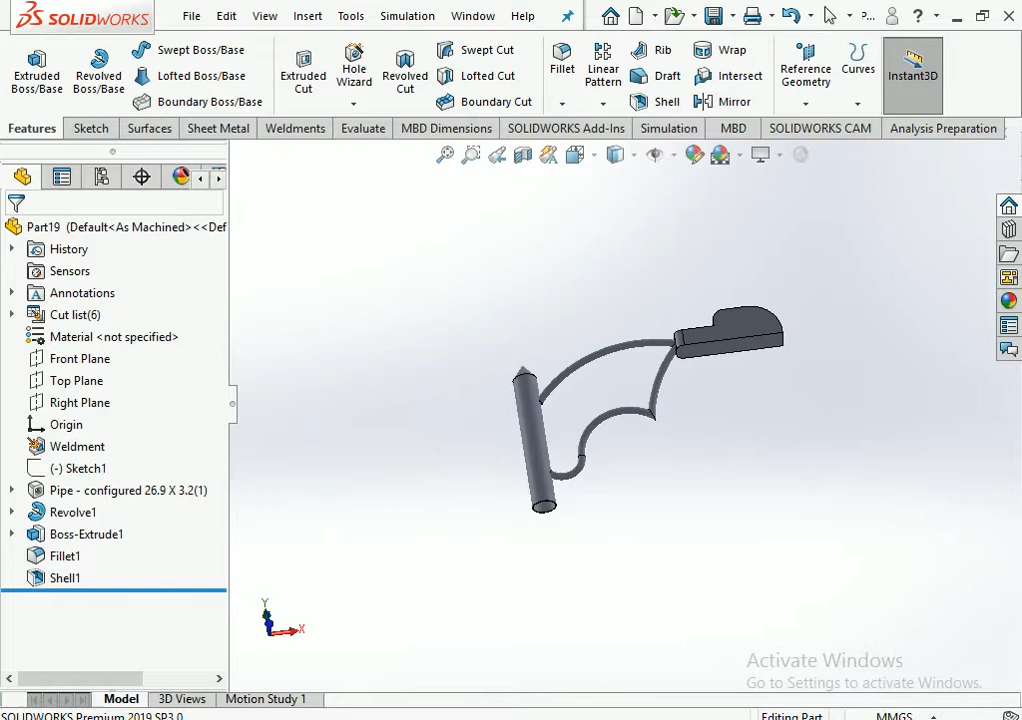 SOLIDWORKS File Edit View Insert Tools Simulation Window Help P... ?
Extruded Boss/Base
Revolved Boss/Base
Swept Boss/Base
Lofted Boss/Base
Boundary Boss/Base
Extruded Cut
Hole Wizard
Revolved Cut
Swept Cut
Lofted Cut
Boundary Cut
Fillet
Linear Pattern
Rib
Draft
Shell
Wrap
Intersect
Mirror
Reference Geometry
Curves
Instant3D
Features Sketch Surfaces Sheet Metal Weldments Evaluate MBD Dimensions SOLIDWORKS Add-Ins Simulation MBD SOLIDWORKS CAM Analysis Preparation
Part19 (Default<As Machined><<Def
History
Sensors
Annotations
Cut list(6)
Material <not specified>
Front Plane
Top Plane
Right Plane
Origin
Weldment
(-) Sketch1
Pipe - configured 26.9 X 3.2(1)
Revolve1
Boss-Extrude1
Fillet1
Shell1
Y
X
Activate Windows
Go to Settings to activate Windows.
Model 3D Views Motion Study 1
SOLIDWORKS Premium 2019 SP3.0 Editing Part MMGS